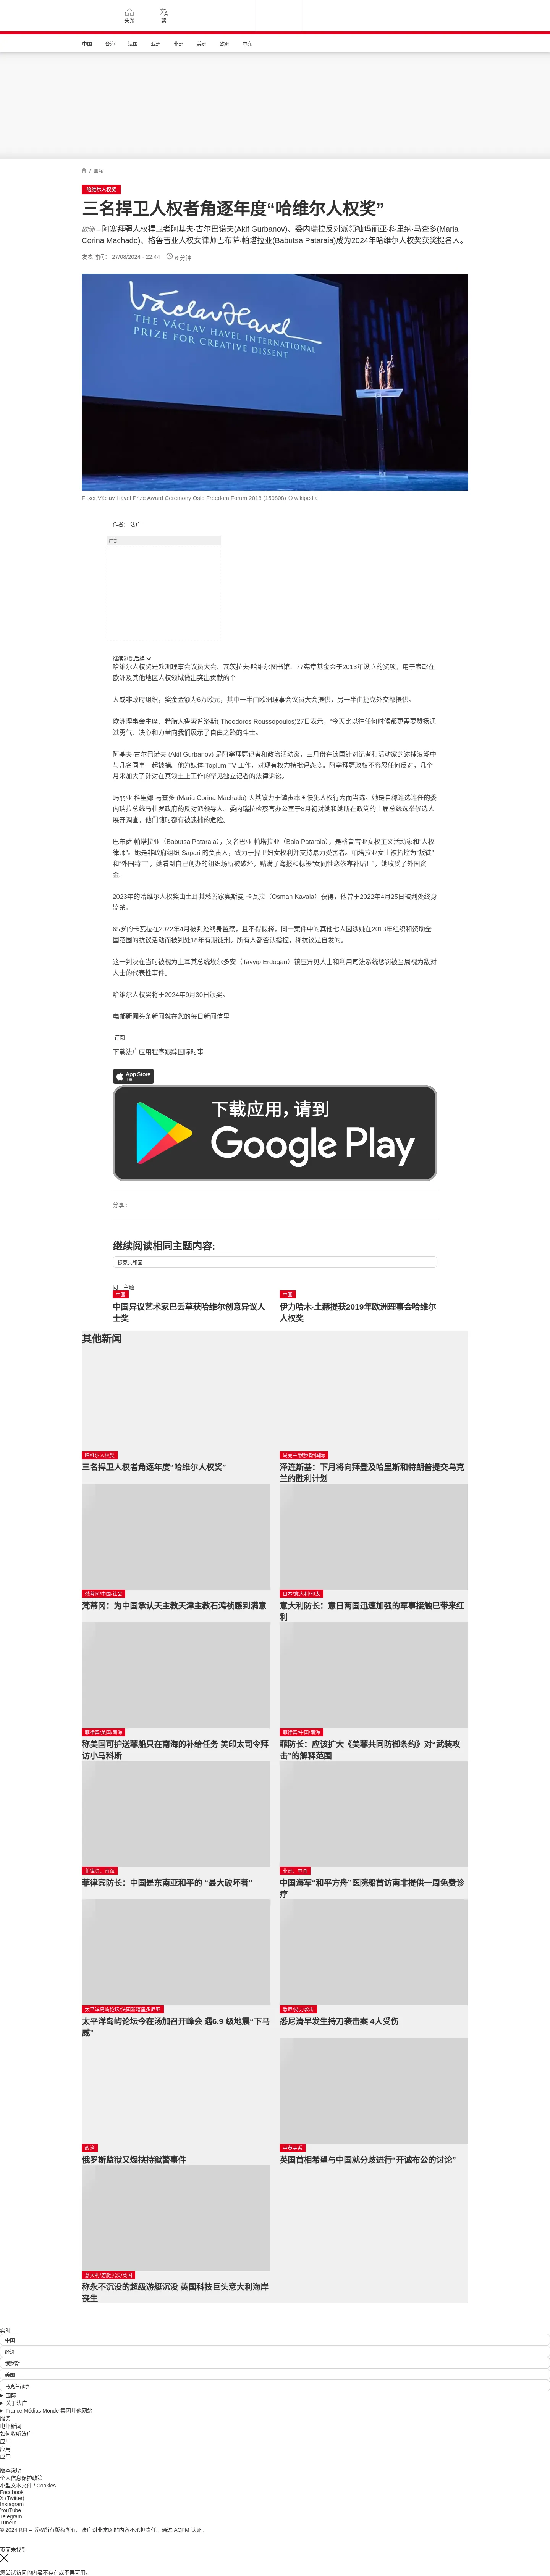 头条
繁
中国 台海 法国 亚洲 非洲 美洲 欧洲 中东
/ 国际
哈维尔人权奖
三名捍卫人权者角逐年度“哈维尔人权奖”
欧洲 – 阿塞拜疆人权捍卫者阿基夫·古尔巴诺夫(Akif Gurbanov)、委内瑞拉反对派领袖玛丽亚·科里纳·马查多(Maria
Corina Machado)、格鲁吉亚人权女律师巴布萨·帕塔拉亚(Babutsa Pataraia)成为2024年哈维尔人权奖获奖提名人。
发表时间： 27/08/2024 - 22:44 6 分钟
THE VÁCLAV HAVEL INTERNATIONAL
PRIZE FOR CREATIVE DISSENT
Fitxer:Václav Havel Prize Award Ceremony Oslo Freedom Forum 2018 (150806) © wikipedia
作者： 法广
广告
继续浏览后续
哈维尔人权奖是欧洲理事会议员大会、瓦茨拉夫·哈维尔图书馆、77宪章基金会于2013年设立的奖项，用于表彰在
欧洲及其他地区人权领域做出突出贡献的个
人或非政府组织，奖金金额为6万欧元，其中一半由欧洲理事会议员大会提供，另一半由捷克外交部提供。
欧洲理事会主席、希腊人鲁索普洛斯( Theodoros Roussopoulos)27日表示，"今天比以往任何时候都更需要赞扬通
过勇气、决心和力量向我们展示了自由之路的斗士。
阿基夫·古尔巴诺夫 (Akif Gurbanov) 是阿塞拜疆记者和政治活动家，三月份在该国针对记者和活动家的逮捕浪潮中
与几名同事一起被捕。他为媒体 Toplum TV 工作，对现有权力持批评态度。阿塞拜疆政权不容忍任何反对，几个
月来加大了针对在其领土上工作的罕见独立记者的法律诉讼。
玛丽亚·科里娜·马查多 (Maria Corina Machado) 因其致力于谴责本国侵犯人权行为而当选。她是自称连选连任的委
内瑞拉总统马杜罗政府的反对派领导人。委内瑞拉检察官办公室于8月初对她和她所在政党的上届总统选举候选人
展开调查，他们随时都有被逮捕的危险。
巴布萨·帕塔拉亚（Babutsa Pataraia），又名巴亚·帕塔拉亚（Baia Pataraia），是格鲁吉亚女权主义活动家和“人权
律师”。她是非政府组织 Sapari 的负责人，致力于捍卫妇女权利并支持暴力受害者。帕塔拉亚女士被指控为“叛徒”
和“外国特工”，她看到自己创办的组织场所被破坏，贴满了海报和标签“女同性恋依靠补贴！”，她收受了外国资
金。
2023年的哈维尔人权奖由土耳其慈善家奥斯曼·卡瓦拉（Osman Kavala）获得，他曾于2022年4月25日被判处终身
监禁。
65岁的卡瓦拉在2022年4月被判处终身监禁，且不得假释，同一案件中的其他七人因涉嫌在2013年组织和资助全
国范围的抗议活动而被判处18年有期徒刑。所有人都否认指控，称抗议是自发的。
这一判决在当时被视为土耳其总统埃尔多安（Tayyip Erdogan）镇压异见人士和利用司法系统惩罚被当局视为敌对
人士的代表性事件。
哈维尔人权奖将于2024年9月30日颁奖。
电邮新闻头条新闻就在您的每日新闻信里
订阅
下载法广应用程序跟踪国际时事
App Store
下载
下载应用，请到
Google Play
分享 :
继续阅读相同主题内容:
捷克共和国
同一主题
中国
中国异议艺术家巴丢草获哈维尔创意异议人
士奖
中国
伊力哈木·土赫提获2019年欧洲理事会哈维尔
人权奖
其他新闻
哈维尔人权奖
三名捍卫人权者角逐年度“哈维尔人权奖”
乌克兰/俄罗斯/国际
泽连斯基：下月将向拜登及哈里斯和特朗普提交乌克
兰的胜利计划
梵蒂冈/中国/社会
梵蒂冈：为中国承认天主教天津主教石鸿祯感到满意
日本/意大利/印太
意大利防长：意日两国迅速加强的军事接触已带来红
利
菲律宾/美国/南海
称美国可护送菲船只在南海的补给任务 美印太司令拜
访小马科斯
菲律宾/中国/南海
菲防长：应该扩大《美菲共同防御条约》对“武装攻
击”的解释范围
菲律宾、南海
菲律宾防长：中国是东南亚和平的 “最大破坏者”
非洲、中国
中国海军"和平方舟"医院船首访南非提供一周免费诊
疗
太平洋岛屿论坛/法国新喀里多尼亚
太平洋岛屿论坛今在汤加召开峰会 遇6.9 级地震“下马
威”
悉尼/持刀袭击
悉尼清早发生持刀袭击案 4人受伤
政治
俄罗斯监狱又爆挟持狱警事件
中英关系
英国首相希望与中国就分歧进行“开诚布公的讨论”
意大利/游艇沉没/英国
称永不沉没的超级游艇沉没 英国科技巨头意大利海岸
丧生
实时
中国
经济
俄罗斯
美国
乌克兰战争
国际
关于法广
France Médias Monde 集团其他网站
服务
电邮新闻
如何收听法广
应用
应用
应用
版本说明
个人信息保护政策
小型文本文件 / Cookies
Facebook
X (Twitter)
Instagram
YouTube
Telegram
TuneIn
© 2024 RFI – 版权所有版权所有。法广对非本网站内容不承担责任。通过 ACPM 认证。
页面未找到
您尝试访问的内容不存在或不再可用。